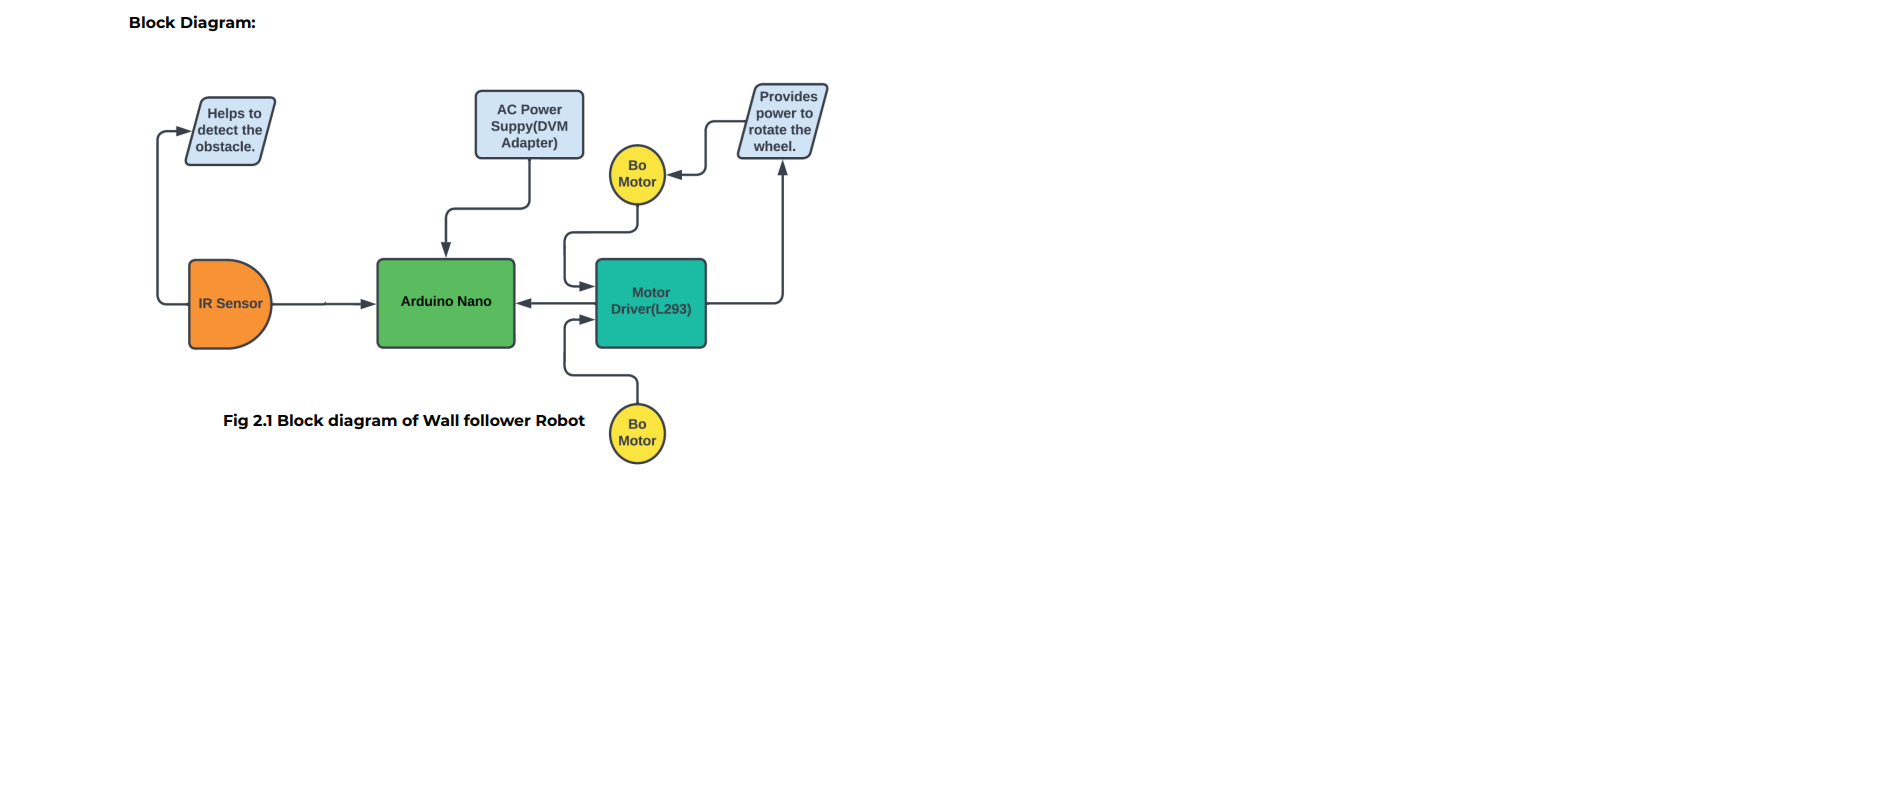 Block Diagram:
Helps to
detect the
obstacle.
AC Power
Suppy(DVM
Adapter)
Provides
power to
rotate the
wheel.
Bo
Motor
IR Sensor
Arduino Nano
Motor
Driver(L293)
Fig 2.1 Block diagram of Wall follower Robot
Bo
Motor